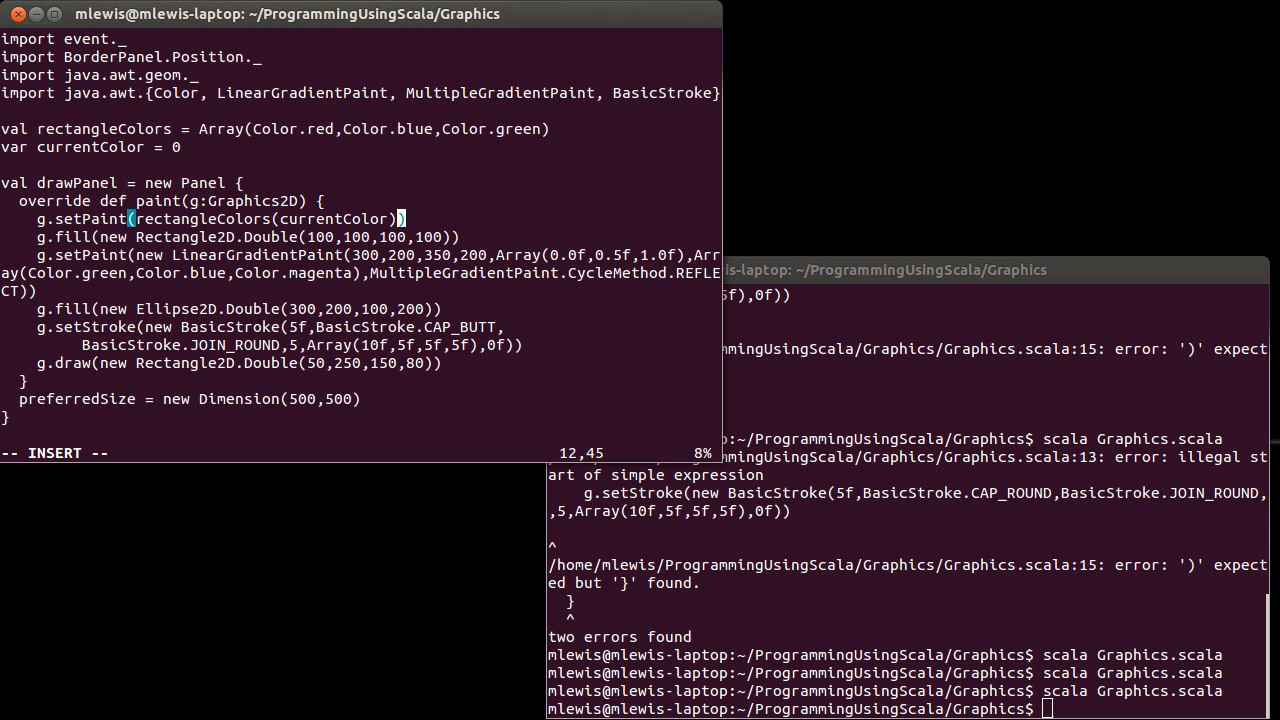 mlewis@mlewis-laptop: ~/ProgrammingUsingScala/Graphics
import event._
import BorderPanel.Position._
import java.awt.geom._
import java.awt.{Color, LinearGradientPaint, MultipleGradientPaint, BasicStroke}
val rectangleColors = Array(Color.red,Color.blue,Color.green)
var currentColor = 0
val drawPanel = new Panel {
  override def paint(g:Graphics2D) {
    g.setPaint(rectangleColors(currentColor))
    g.fill(new Rectangle2D.Double(100,100,100,100))
    g.setPaint(new LinearGradientPaint(300,200,350,200,Array(0.0f,0.5f,1.0f),Arr
ay(Color.green,Color.blue,Color.magenta),MultipleGradientPaint.CycleMethod.REFLE
CT))
    g.fill(new Ellipse2D.Double(300,200,100,200))
    g.setStroke(new BasicStroke(5f,BasicStroke.CAP_BUTT,
         BasicStroke.JOIN_ROUND,5,Array(10f,5f,5f,5f),0f))
    g.draw(new Rectangle2D.Double(50,250,150,80))
  }
  preferredSize = new Dimension(500,500)
}
-- INSERT -- 12,45 8%
is-laptop: ~/ProgrammingUsingScala/Graphics
5f),0f))
mmingUsingScala/Graphics/Graphics.scala:15: error: ')' expect
p:~/ProgrammingUsingScala/Graphics$ scala Graphics.scala
mmingUsingScala/Graphics/Graphics.scala:13: error: illegal st
art of simple expression
    g.setStroke(new BasicStroke(5f,BasicStroke.CAP_ROUND,BasicStroke.JOIN_ROUND,
,5,Array(10f,5f,5f,5f),0f))
^
/home/mlewis/ProgrammingUsingScala/Graphics/Graphics.scala:15: error: ')' expect
ed but '}' found.
  }
  ^
two errors found
mlewis@mlewis-laptop:~/ProgrammingUsingScala/Graphics$ scala Graphics.scala
mlewis@mlewis-laptop:~/ProgrammingUsingScala/Graphics$ scala Graphics.scala
mlewis@mlewis-laptop:~/ProgrammingUsingScala/Graphics$ scala Graphics.scala
mlewis@mlewis-laptop:~/ProgrammingUsingScala/Graphics$